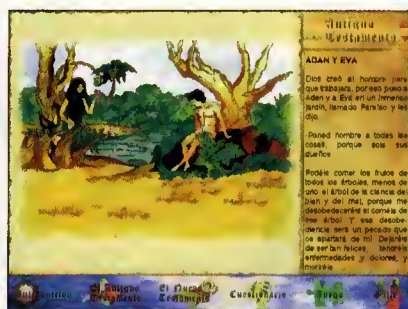 Antiguo
Testamento
ADAN Y EVA
Dios creó al hombre para
que trabajara, por eso puso a
Adan y a Eva en un inmenso
jardín, llamado Paraíso y les
dijo
-Poned nombre a todas las
cosas, porque sois sus
dueños
Podéis comer los frutos de
todos los árboles, menos de
uno el árbol de la ciencia del
bien y del mal, porque me
desobedeceréis si coméis de
ese árbol Y esa desobe-
diencia será un pecado que
os apartará de mi Dejaréis
de ser tan felices, tendréis
enfermedades y dolores, y
moriréis
Introducción
El Antiguo
Testamento
El Nuevo
Testamento
Cuestionario
Juego
Salir